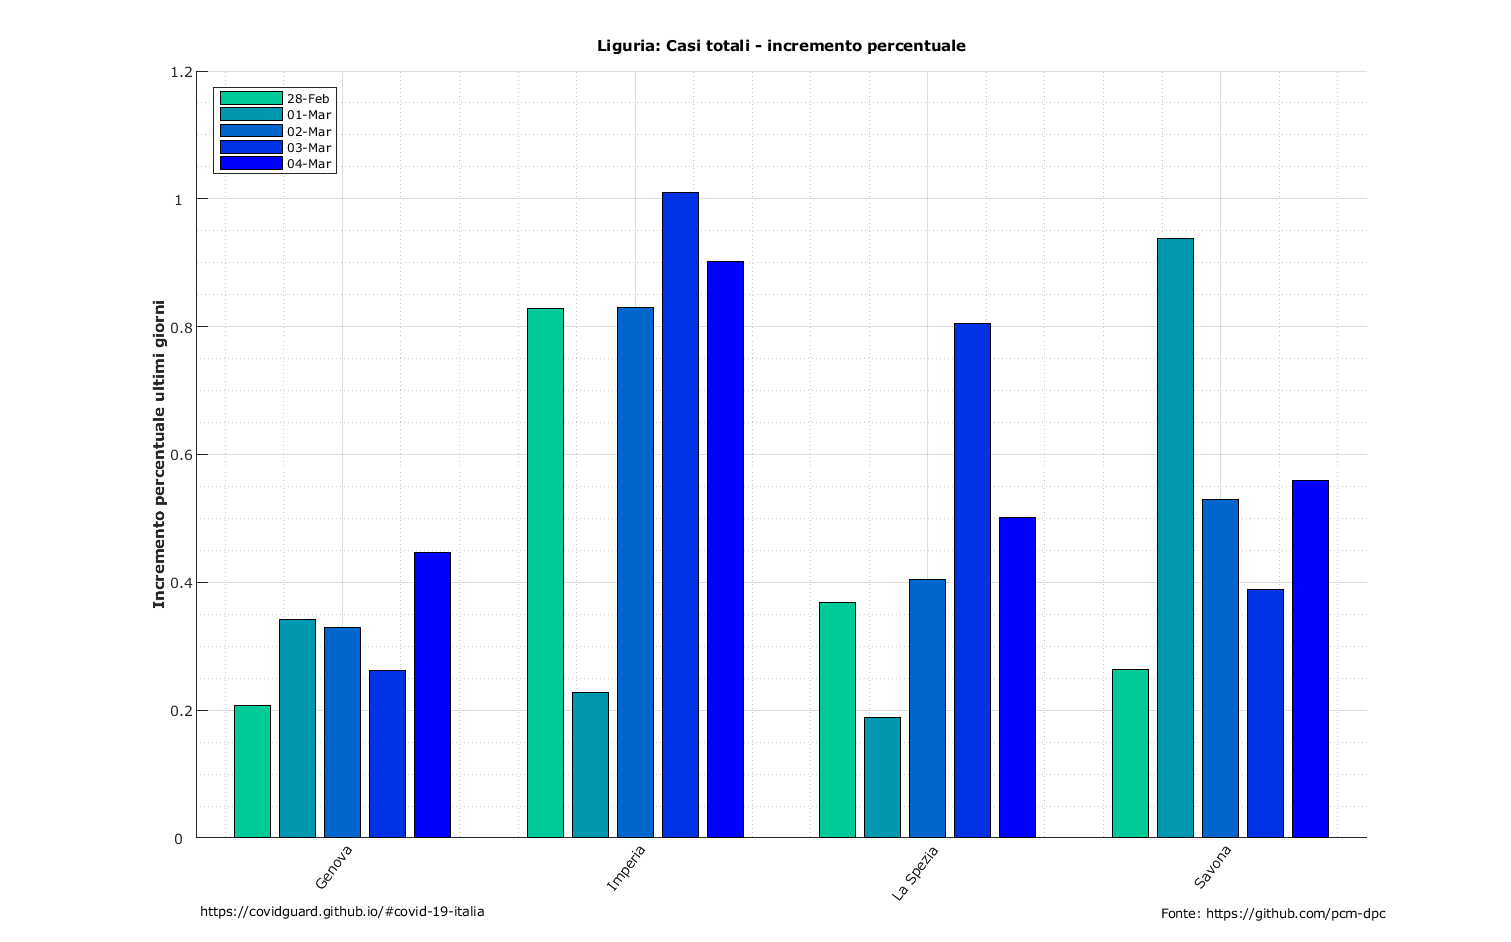 Liguria: Casi totali - incremento percentuale
1.2
1
0.8
0.6
0.4
0.2
0
Incremento percentuale ultimi giorni
28-Feb
01-Mar
02-Mar
03-Mar
04-Mar
Genova
Imperia
La Spezia
Savona
https://covidguard.github.io/#covid-19-italia
Fonte: https://github.com/pcm-dpc